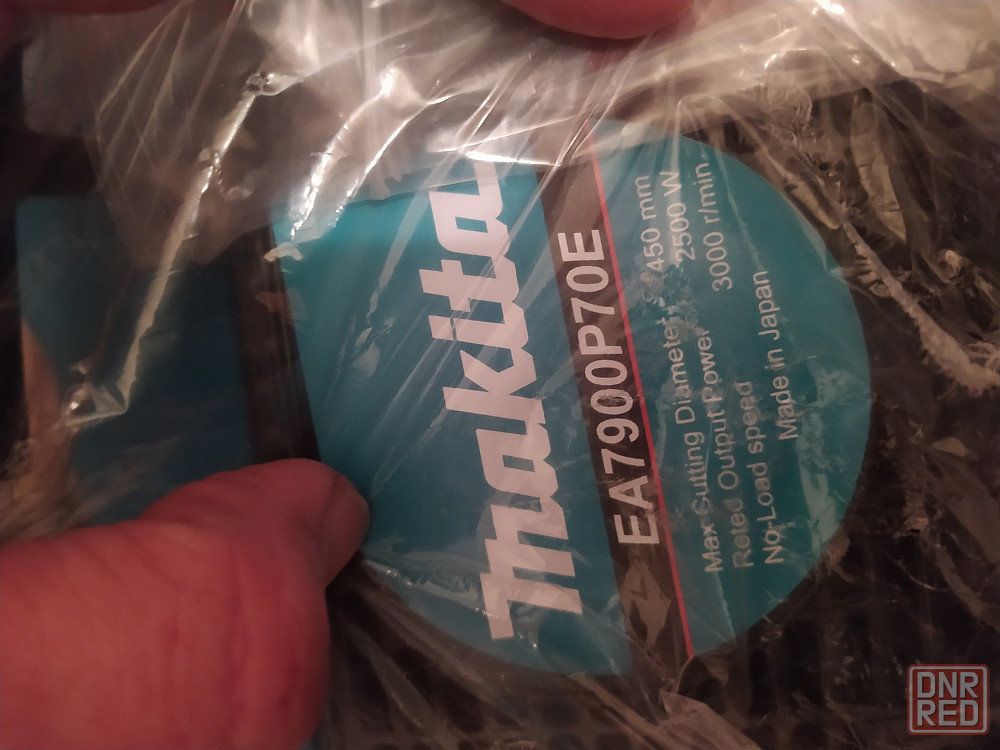 Makita
EA7900P70E
Max Sutting Diameter 450 mm
Reted Output Power 2500 W
No-Load speed 3000 r/min.
Made in Japan
DNR
RED